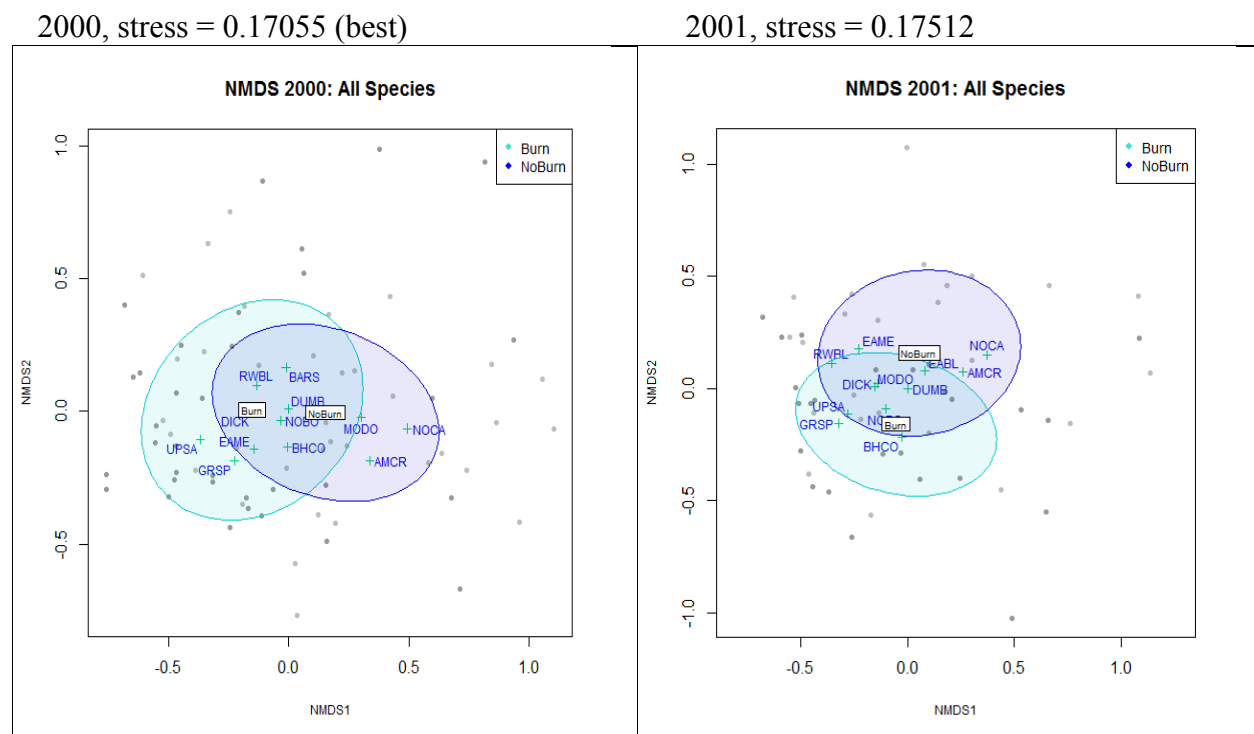 2000, stress = 0.17055 (best)
2001, stress = 0.17512
NMDS 2000: All Species
Burn
NoBurn
1.0
0.5
0.0
-0.5
NMDS2
RWBL
BARS
DUMB
Burn
NoBurn
DICK
NOBO
MODO
NOCA
UPSA
EAME
BHCO
GRSP
AMCR
-0.5
0.0
0.5
1.0
NMDS1
NMDS 2001: All Species
Burn
NoBurn
1.0
0.5
0.0
-0.5
-1.0
NMDS2
EAME
NOCA
RWBL
NoBurn
EABL
AMCR
MODO
DICK
DUMB
UPSA
GRSP
Burn
BHCO
-0.5
0.0
0.5
1.0
NMDS1